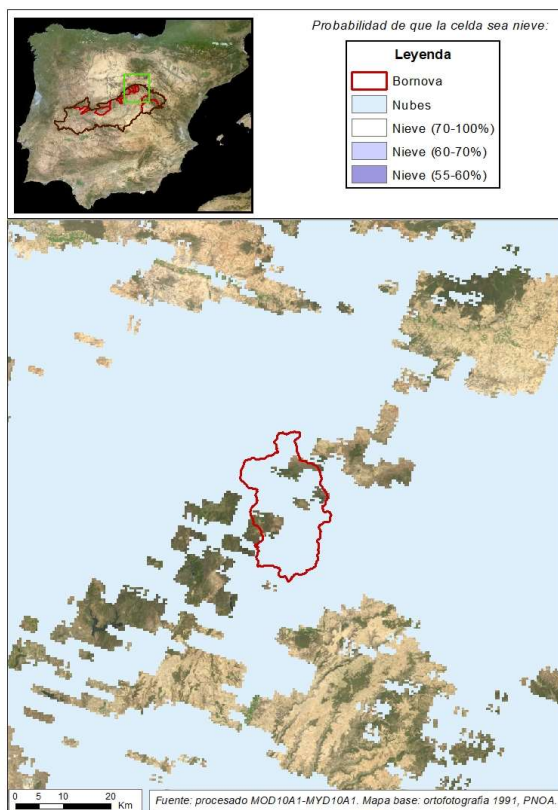 Probabilidad de que la celda sea nieve:
Leyenda
Bornova
Nubes
Nieve (70-100%)
Nieve (60-70%)
Nieve (55-60%)
0 5 10 20
Km
Fuente: procesado MOD10A1-MYD10A1. Mapa base: ortofotografia 1991, PNOA